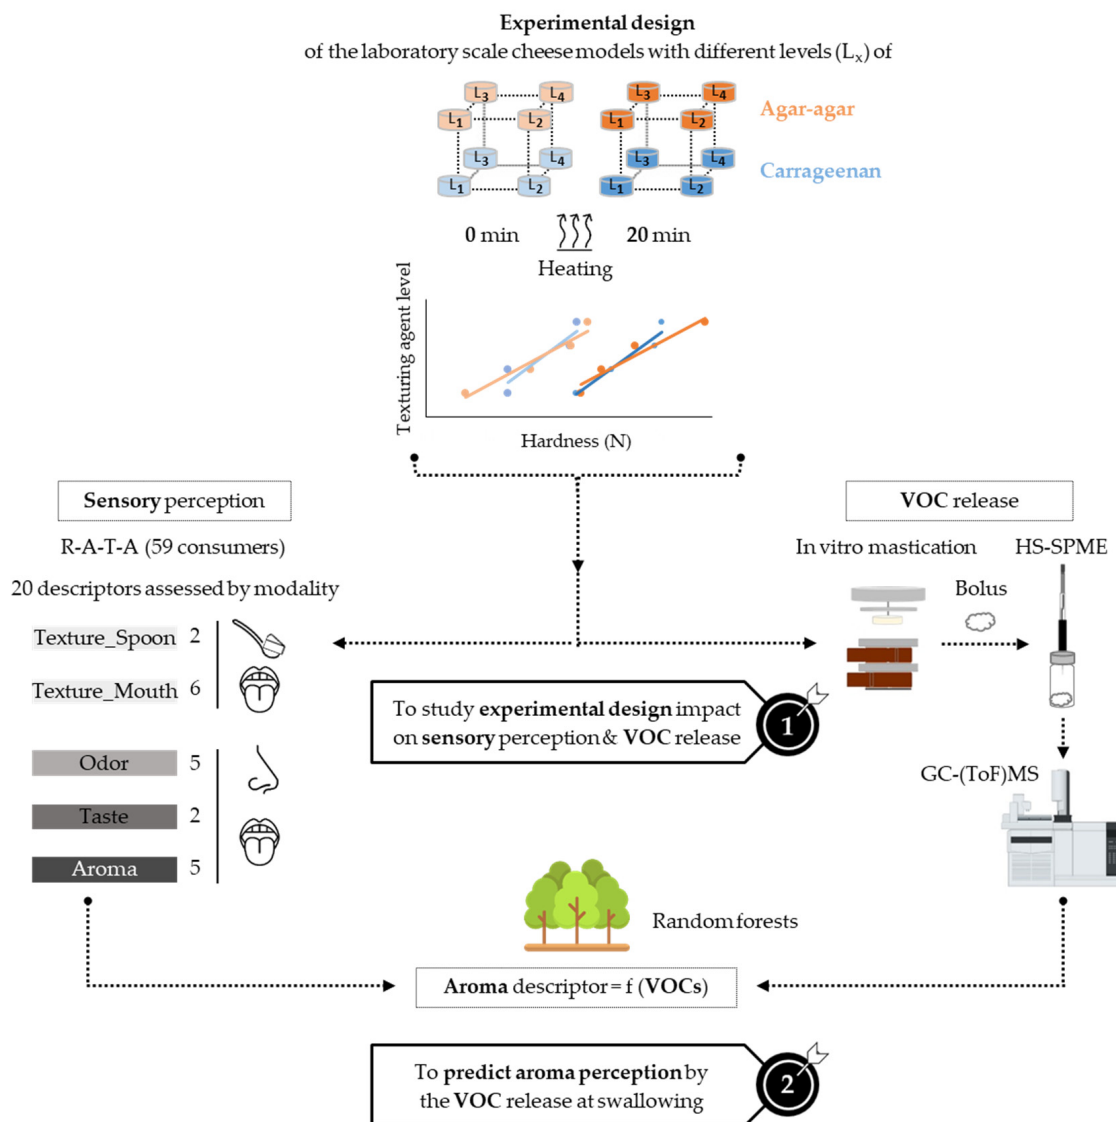 Experimental design
of the laboratory scale cheese models with different levels (Lx) of
L3 L4 L3 L4
L1 L2 L1 L2
Agar-agar
L3 L4 L3 L4
L1 L2 L1 L2
Carrageenan
0 min 20 min
Heating
Texturing agent level
Hardness (N)
Sensory perception
R-A-T-A (59 consumers)
20 descriptors assessed by modality
Texture_Spoon 2
Texture_Mouth 6
Odor 5
Taste 2
Aroma 5
VOC release
In vitro mastication HS-SPME
Bolus
GC-(ToF)MS
To study experimental design impact
on sensory perception & VOC release
1
Random forests
Aroma descriptor = f (VOCs)
To predict aroma perception by
the VOC release at swallowing
2